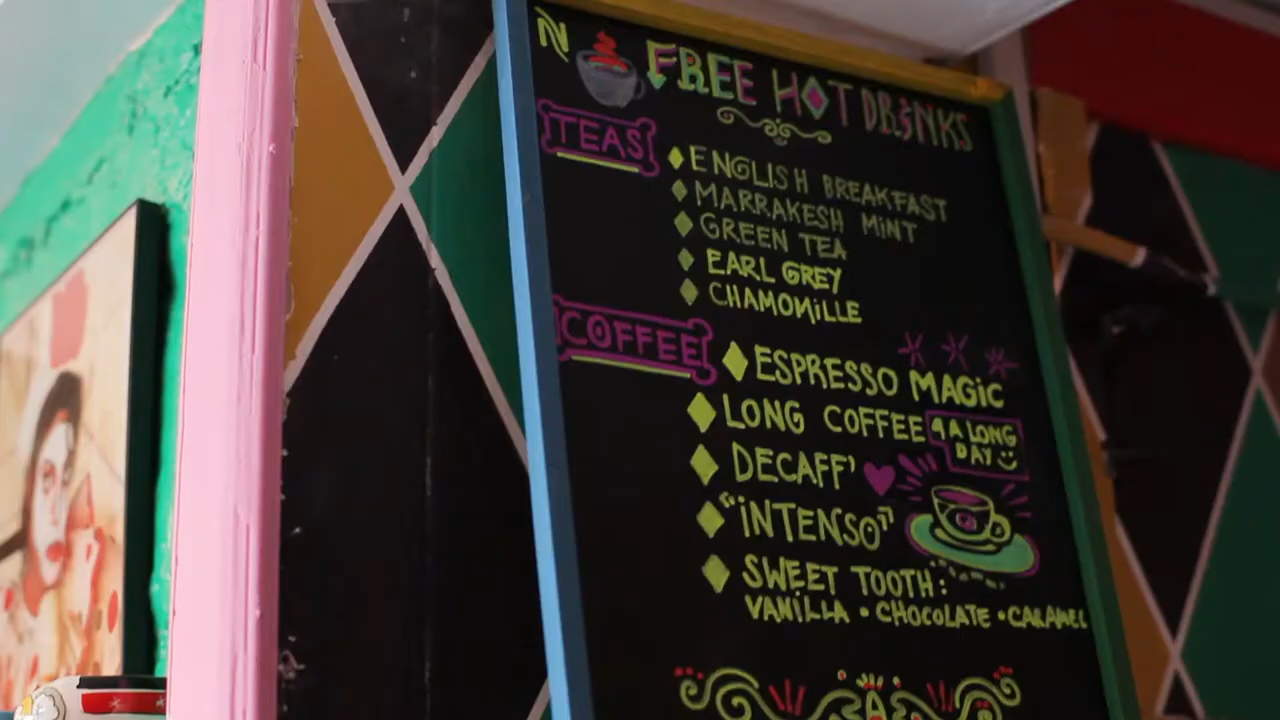 FREE HOT DRINKS
TEAS
ENGLISH BREAKFAST
MARRAKESH MINT
GREEN TEA
EARL GREY
CHAMOMILLE
COFFEE
ESPRESSO MAGIC
LONG COFFEE 4 A LONG
DAY
DECAFF'
"INTENSO"
SWEET TOOTH:
VANILLA • CHOCOLATE • CARAMEL